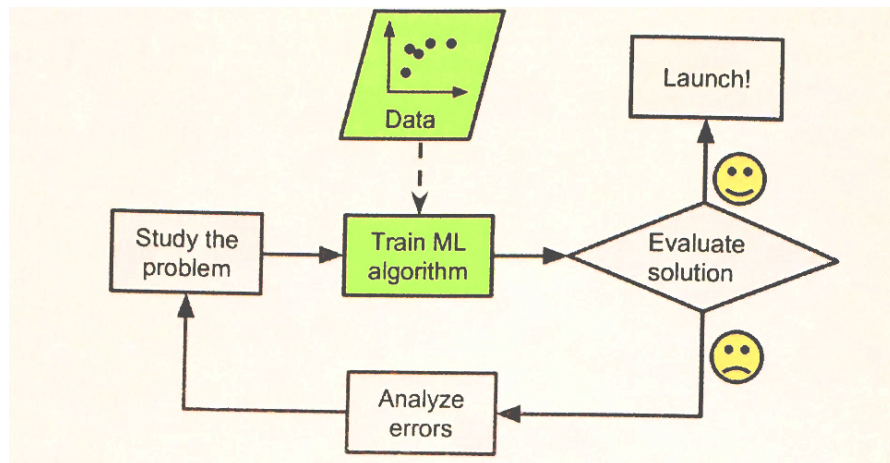 Data
Launch!
Study the
problem
Train ML
algorithm
Evaluate
solution
Analyze
errors